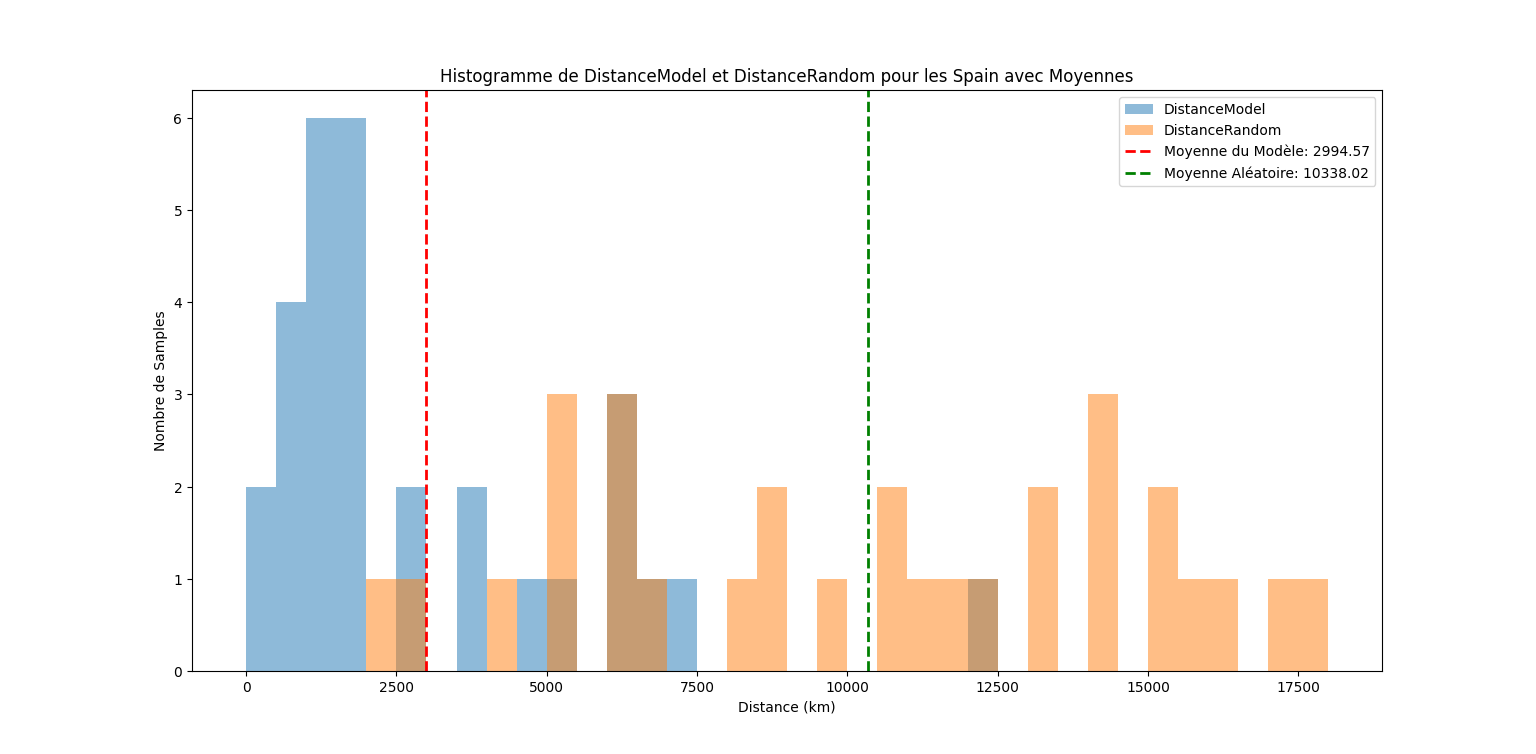 Histogramme de DistanceModel et DistanceRandom pour les Spain avec Moyennes
DistanceModel
DistanceRandom
Moyenne du Modèle: 2994.57
Moyenne Aléatoire: 10338.02
Nombre de Samples
6
5
4
3
2
1
0
0
2500
5000
7500
10000
12500
15000
17500
Distance (km)